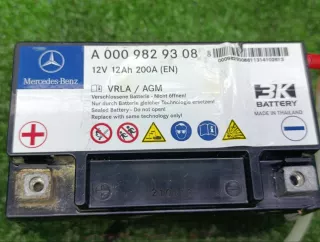 Mercedes-Benz
A 000 982 93 08
12V 12Ah 200A (EN)
VRLA / AGM
Verschlossene Batterie - Nicht öffnen!
Nur durch Batterie gleicher Technologie ersetzen!
Sealed Battery - Do not open!
Replace with same technology only!
3K
BATTERY
MADE IN THAILAND
+
-